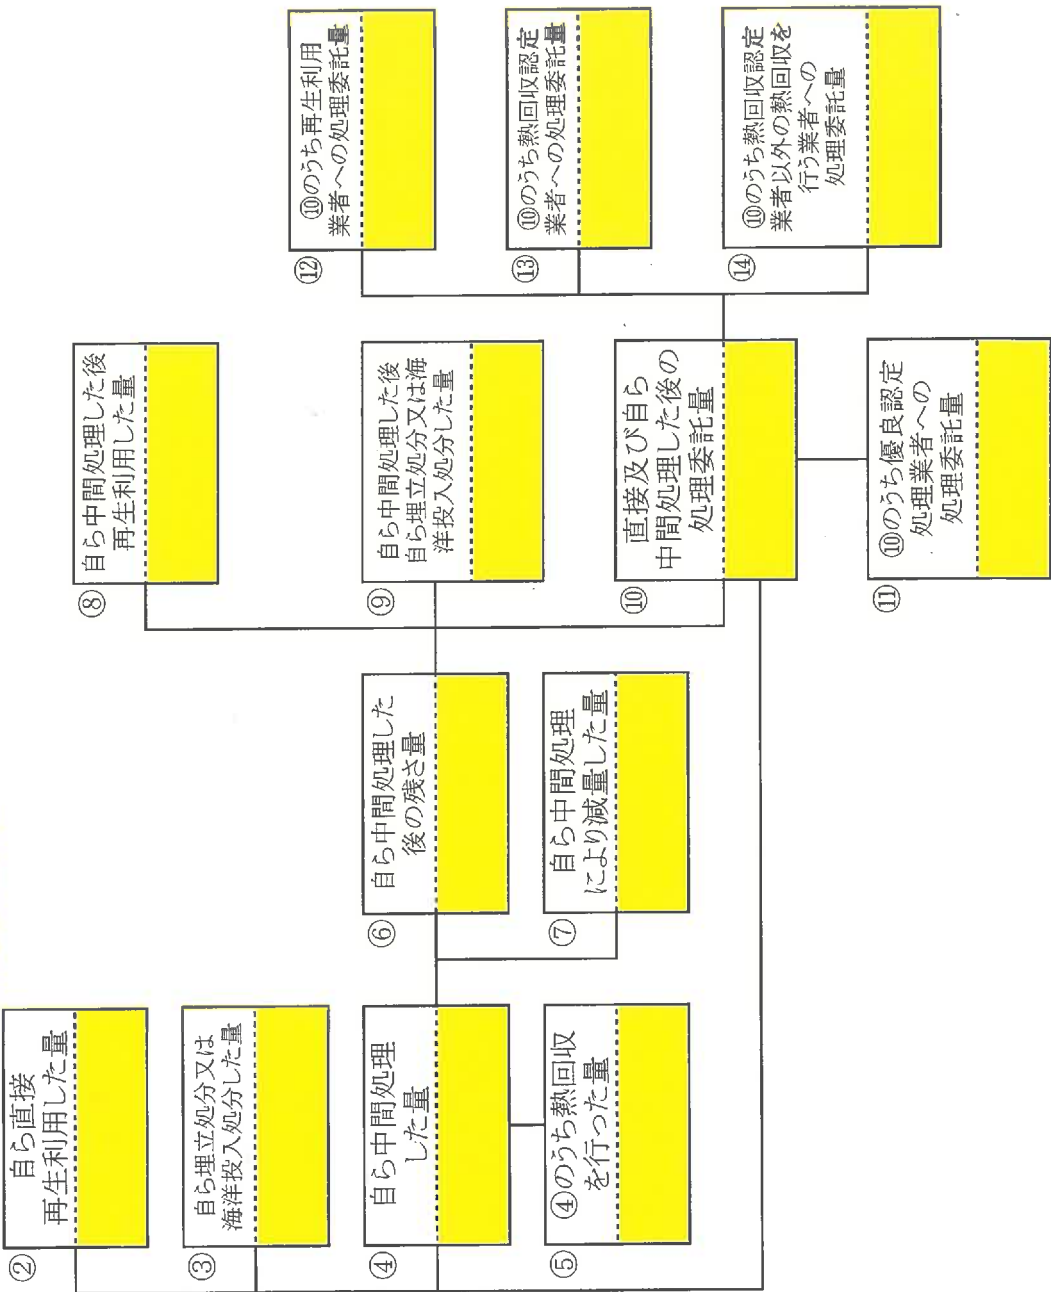 ②
自ら直接
再生利用した量
③
自ら埋立処分又は
海洋投入処分した量
④
自ら中間処理
した量
⑤
④のうち熱回収
を行った量
⑥
自ら中間処理した
後の残さ量
⑦
自ら中間処理
により減量した量
⑧
自ら中間処理した後
再生利用した量
⑨
自ら中間処理した後
自ら埋立処分又は海
洋投入処分した量
⑩
直接及び自ら
中間処理した後の
処理委託量
⑪
⑩のうち優良認定
処理業者への
処理委託量
⑫
⑩のうち再生利用
業者への処理委託量
⑬
⑩のうち熱回収認定
業者への処理委託量
⑭
⑩のうち熱回収認定
業者以外の熱回収を
行う業者への
処理委託量